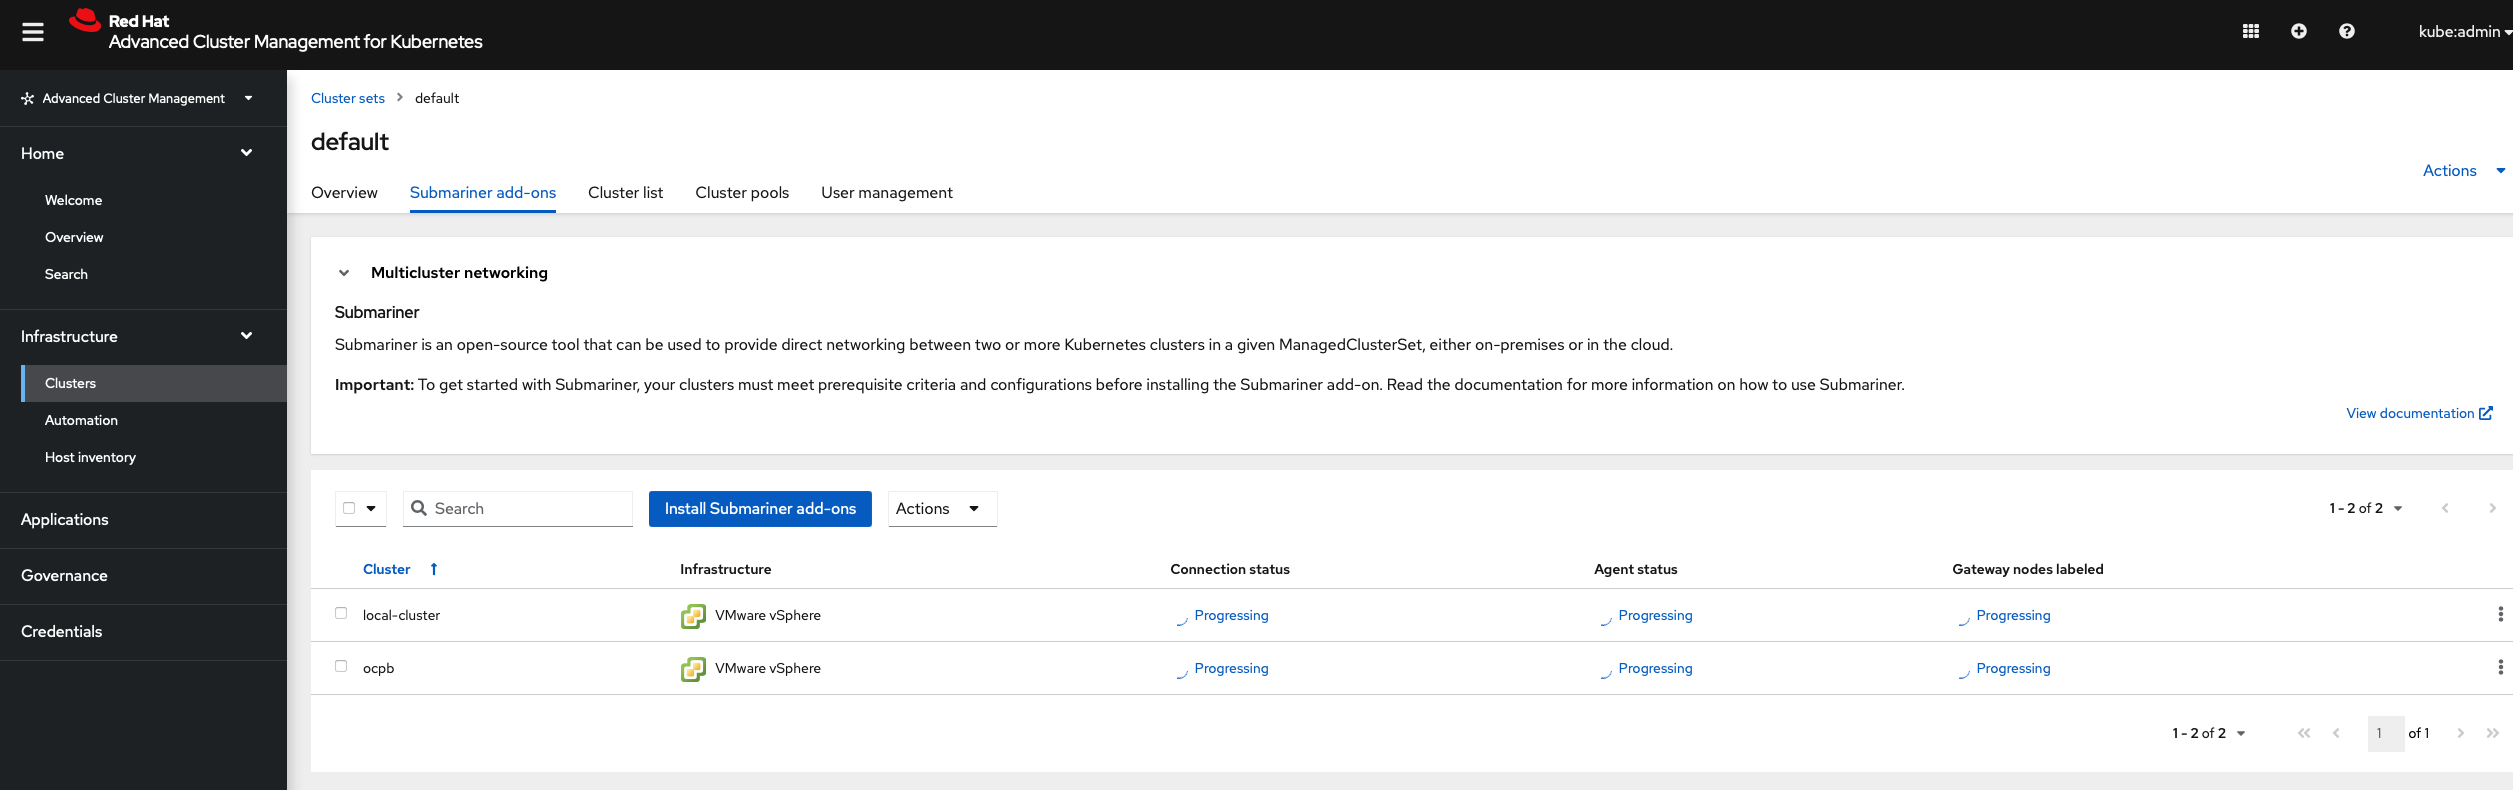 Red Hat
Advanced Cluster Management for Kubernetes
kube:admin
Advanced Cluster Management
Home
Welcome
Overview
Search
Infrastructure
Clusters
Automation
Host inventory
Applications
Governance
Credentials
Cluster sets > default
default
Actions
Overview Submariner add-ons Cluster list Cluster pools User management
Multicluster networking
Submariner
Submariner is an open-source tool that can be used to provide direct networking between two or more Kubernetes clusters in a given ManagedClusterSet, either on-premises or in the cloud.
Important: To get started with Submariner, your clusters must meet prerequisite criteria and configurations before installing the Submariner add-on. Read the documentation for more information on how to use Submariner.
View documentation
Search Install Submariner add-ons Actions 1 - 2 of 2
Cluster Infrastructure Connection status Agent status Gateway nodes labeled
local-cluster VMware vSphere Progressing Progressing Progressing
ocpb VMware vSphere Progressing Progressing Progressing
1 - 2 of 2 1 of 1